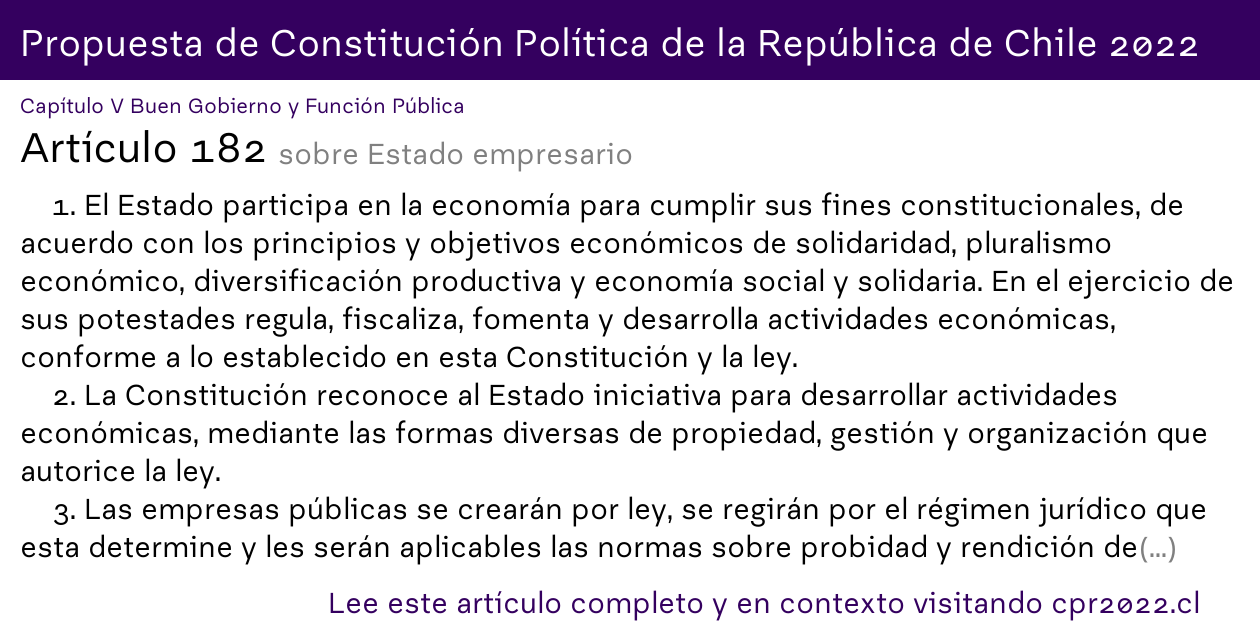 Propuesta de Constitución Política de la República de Chile 2022
Capítulo V Buen Gobierno y Función Pública
Artículo 182 sobre Estado empresario
1. El Estado participa en la economía para cumplir sus fines constitucionales, de
acuerdo con los principios y objetivos económicos de solidaridad, pluralismo
económico, diversificación productiva y economía social y solidaria. En el ejercicio de
sus potestades regula, fiscaliza, fomenta y desarrolla actividades económicas,
conforme a lo establecido en esta Constitución y la ley.
2. La Constitución reconoce al Estado iniciativa para desarrollar actividades
económicas, mediante las formas diversas de propiedad, gestión y organización que
autorice la ley.
3. Las empresas públicas se crearán por ley, se regirán por el régimen jurídico que
esta determine y les serán aplicables las normas sobre probidad y rendición de(...)
Lee este artículo completo y en contexto visitando cpr2022.cl